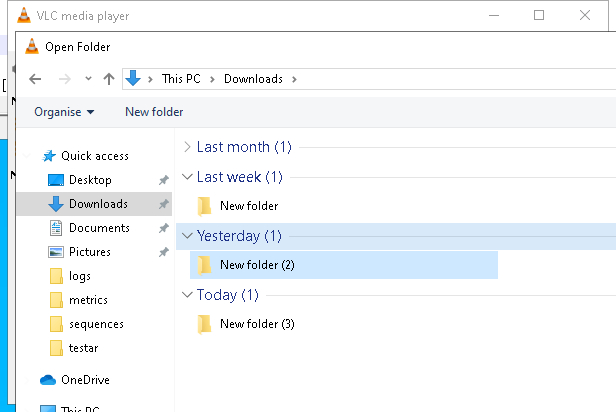 VLC media player
Open Folder
This PC
Downloads
Organise
New folder
Quick access
Desktop
Downloads
Documents
Pictures
logs
metrics
sequences
testar
OneDrive
This PC
Last month (1)
Last week (1)
New folder
Yesterday (1)
New folder (2)
Today (1)
New folder (3)